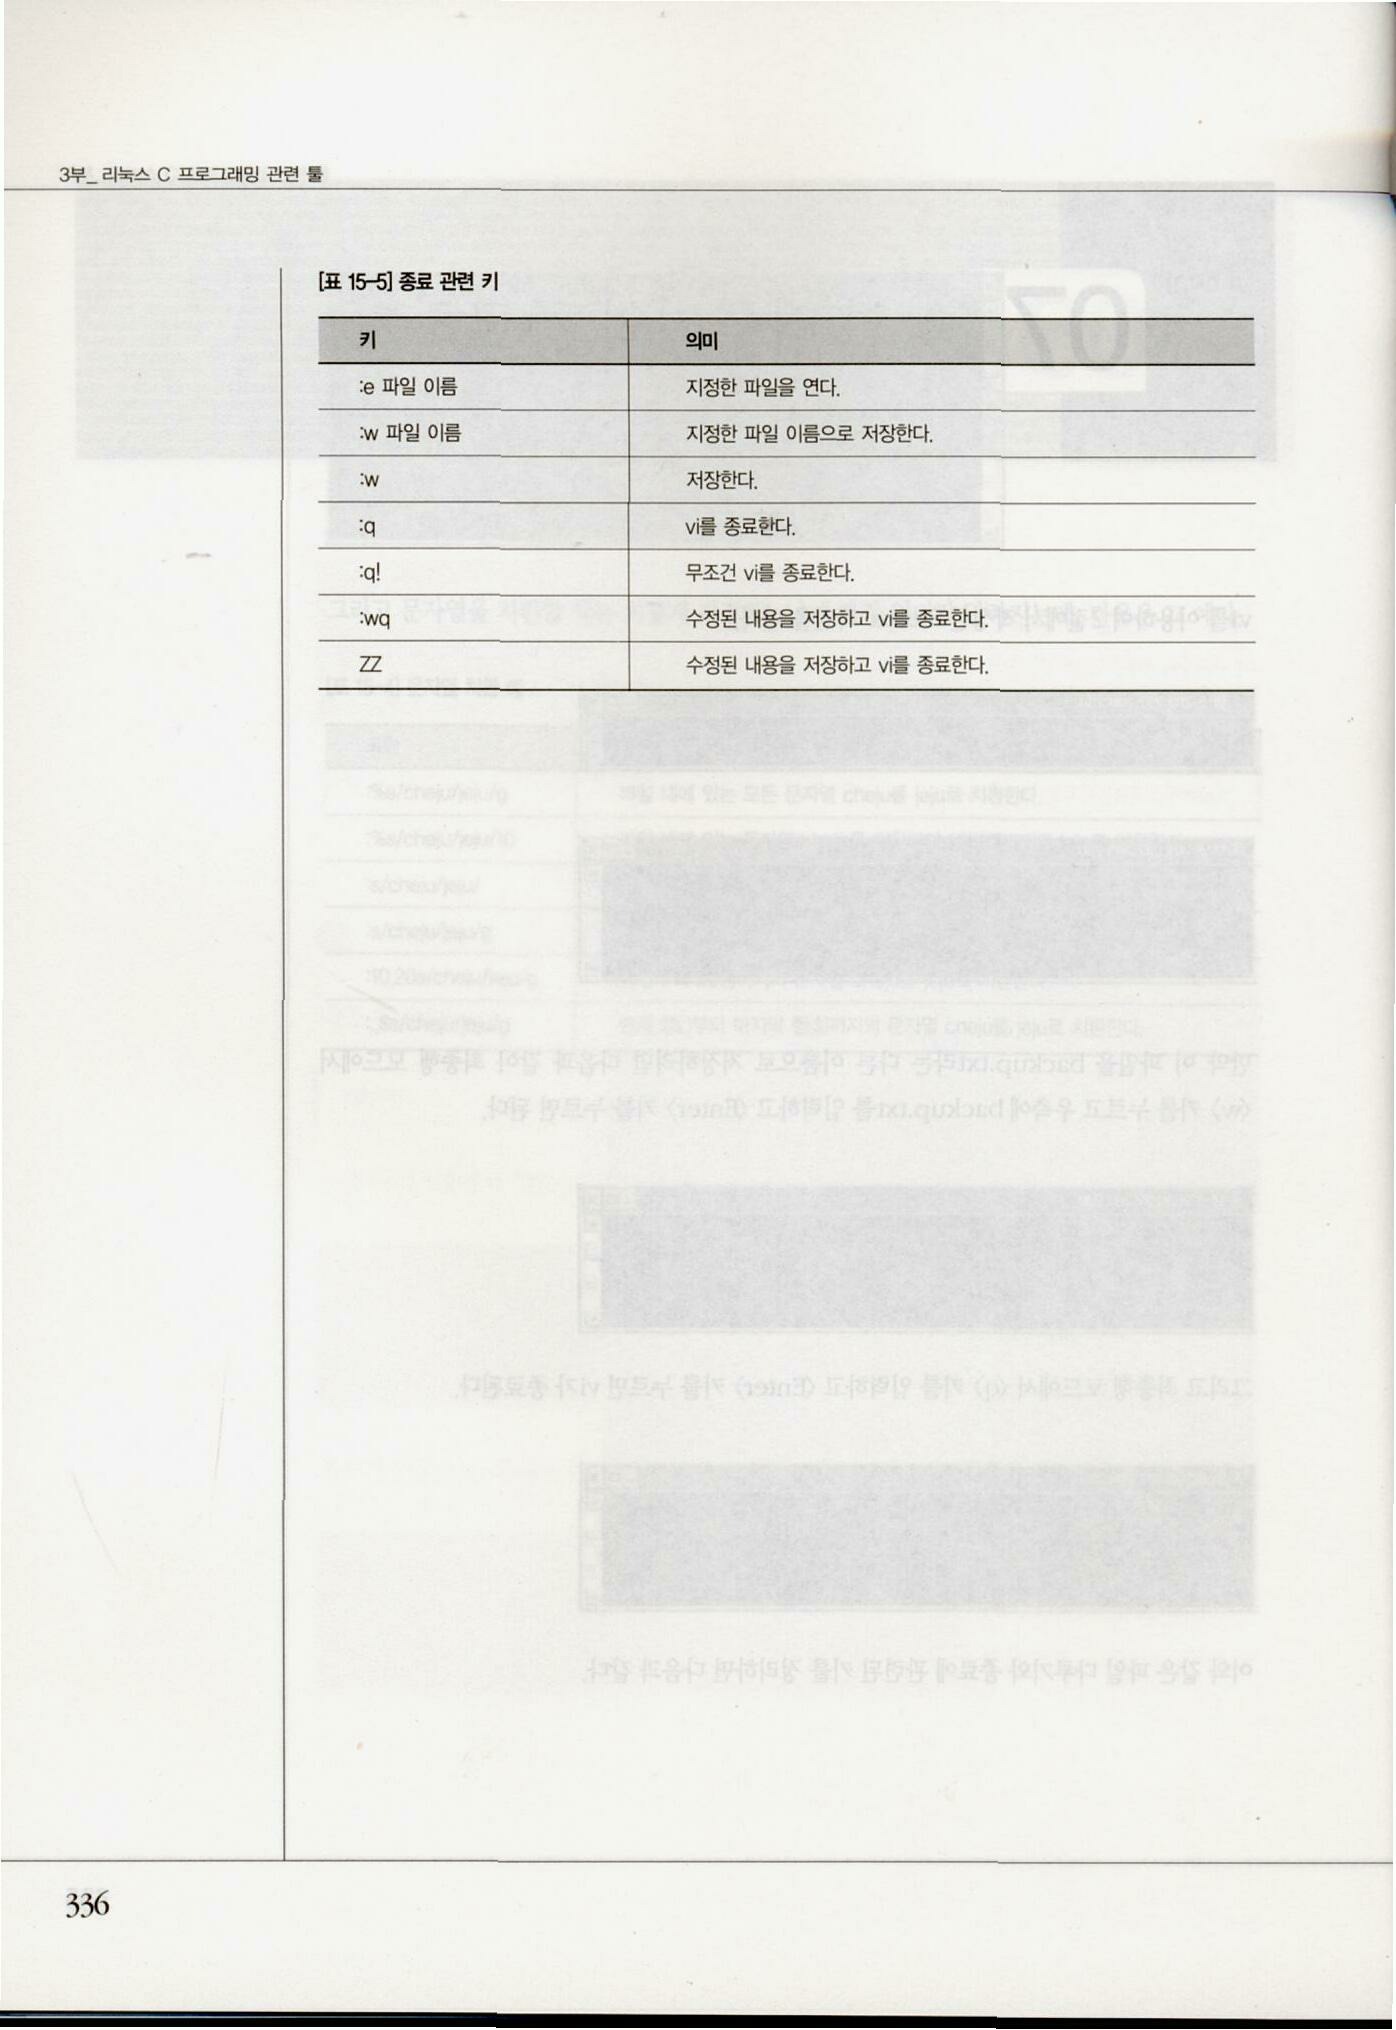 3부_ 리눅스 C 프로그래밍 관련 툴
[표 15-5] 종료 관련 키
키 의미
:e 파일 이름 지정한 파일을 연다.
:w 파일 이름 지정한 파일 이름으로 저장한다.
:w 저장한다.
:q vi를 종료한다.
:q! 무조건 vi를 종료한다.
:wq 수정된 내용을 저장하고 vi를 종료한다.
ZZ 수정된 내용을 저장하고 vi를 종료한다.
336